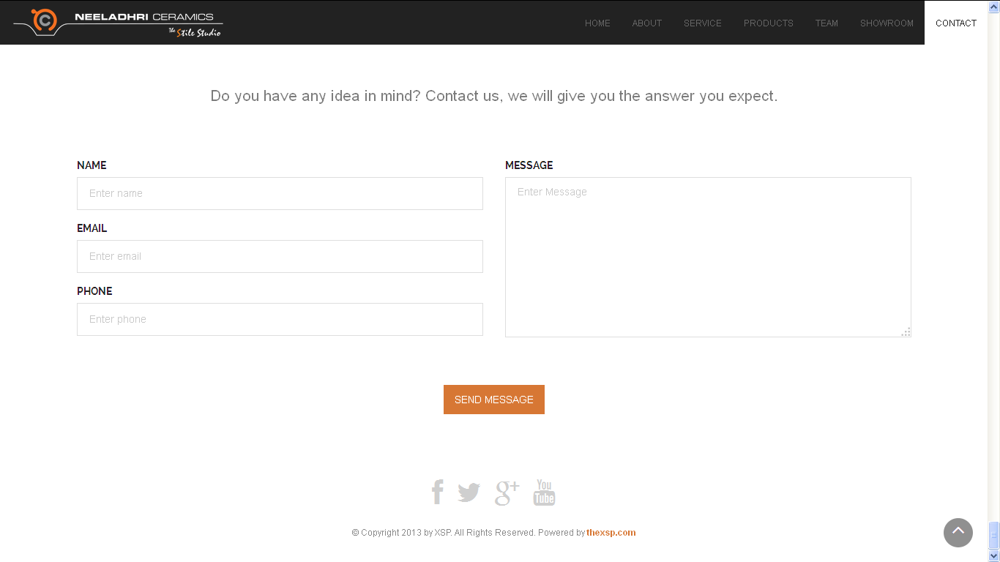 NEELADHRI CERAMICS
The Stile Studio
HOME ABOUT SERVICE PRODUCTS TEAM SHOWROOM CONTACT
Do you have any idea in mind? Contact us, we will give you the answer you expect.
NAME
Enter name
EMAIL
Enter email
PHONE
Enter phone
MESSAGE
Enter Message
SEND MESSAGE
f g+ You
Tube
© Copyright 2013 by XSP. All Rights Reserved. Powered by thexsp.com